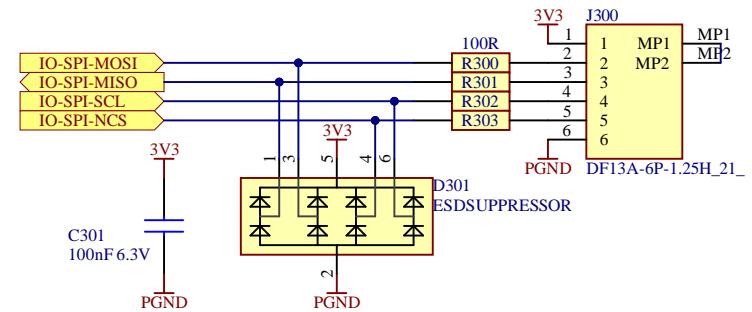 3V3 J300
100R
1 1 MP1 MP1
IO-SPI-MOSI R300 2 2 MP2 MP2
IO-SPI-MISO R301 3 3
IO-SPI-SCL R302 4 4
IO-SPI-NCS R303 5 5
6 6
3V3
PGND DF13A-6P-1.25H_21_
3V3
1 3 5 4 6
D301
ESDSUPPRESSOR
C301
100nF 6.3V
2
PGND PGND